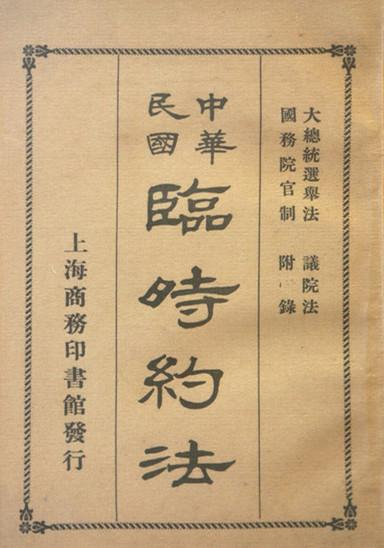 大總統選舉法　議院法
國務院官制　附錄
中華
民國
臨時約法
上海商務印書館發行